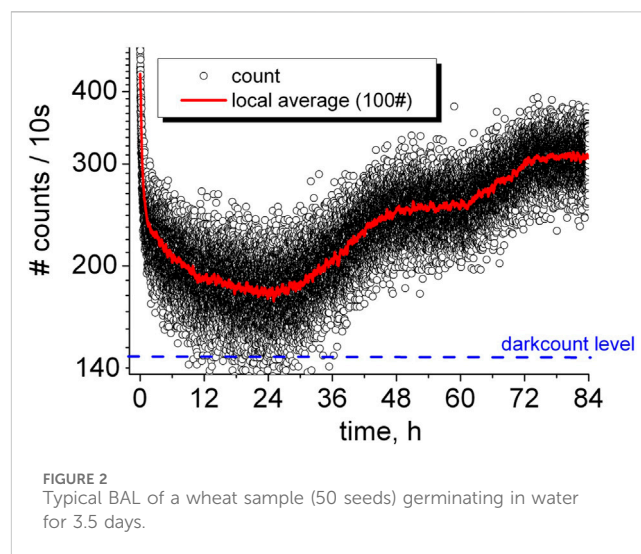 count
local average (100#)
# counts / 10s
400
300
200
140
darkcount level
0 12 24 36 48 60 72 84
time, h
FIGURE 2
Typical BAL of a wheat sample (50 seeds) germinating in water
for 3.5 days.